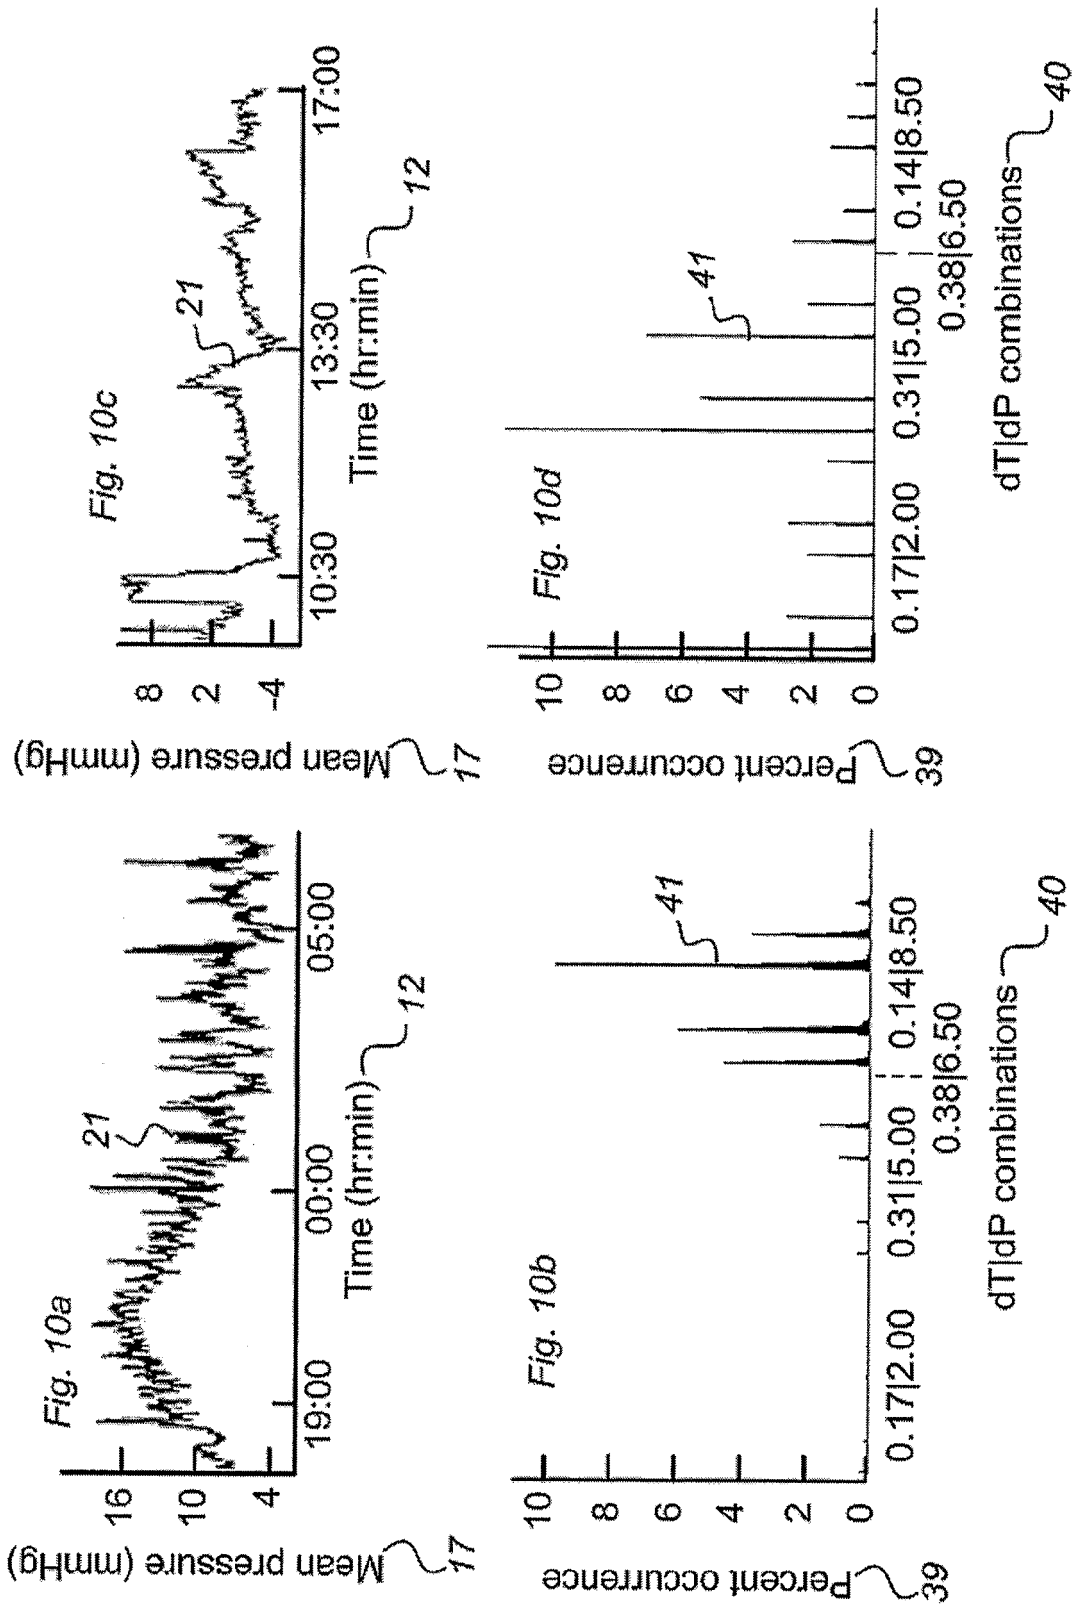 Fig. 10a
Mean pressure (mmHg)
17
16
10
4
21
19:00
00:00
05:00
Time (hr:min)
12
Fig. 10c
Mean pressure (mmHg)
17
8
2
-4
21
10:30
13:30
17:00
Time (hr:min)
12
Fig. 10b
Percent occurrence
39
10
8
6
4
2
0
41
0.17|2.00 0.31|5.00 0.14|8.50
0.38|6.50
dT|dP combinations
40
Fig. 10d
Percent occurrence
39
10
8
6
4
2
0
41
0.17|2.00 0.31|5.00 0.14|8.50
0.38|6.50
dT|dP combinations
40